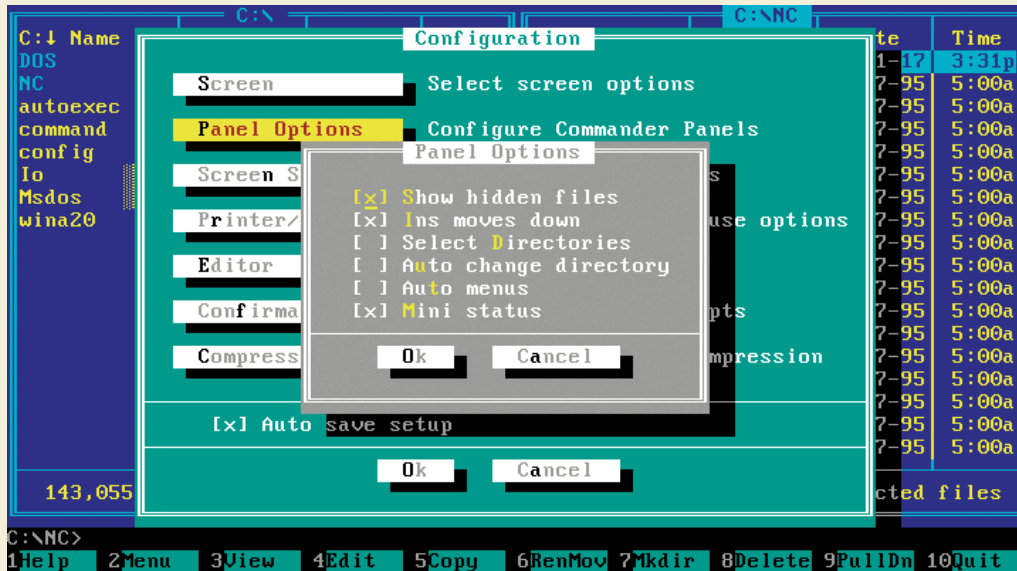 C:\ C:\NC
C:↓ Name Configuration te Time
DOS 1-17 3:31p
NC Screen Select screen options 7-95 5:00a
autoexec 7-95 5:00a
command Panel Options Configure Commander Panels 7-95 5:00a
config Panel Options 7-95 5:00a
Io Screen S s 7-95 5:00a
Msdos [x] Show hidden files 7-95 5:00a
wina20 Printer/ [x] Ins moves down use options 7-95 5:00a
[ ] Select Directories 7-95 5:00a
Editor [ ] Auto change directory 7-95 5:00a
[ ] Auto menus 7-95 5:00a
Confirma [x] Mini status pts 7-95 5:00a
7-95 5:00a
Compress Ok Cancel mpression 7-95 5:00a
7-95 5:00a
7-95 5:00a
[x] Auto save setup 7-95 5:00a
7-95 5:00a
Ok Cancel
143,055 cted files
C:\NC>
1Help 2Menu 3View 4Edit 5Copy 6RenMov 7Mkdir 8Delete 9PullDn 10Quit